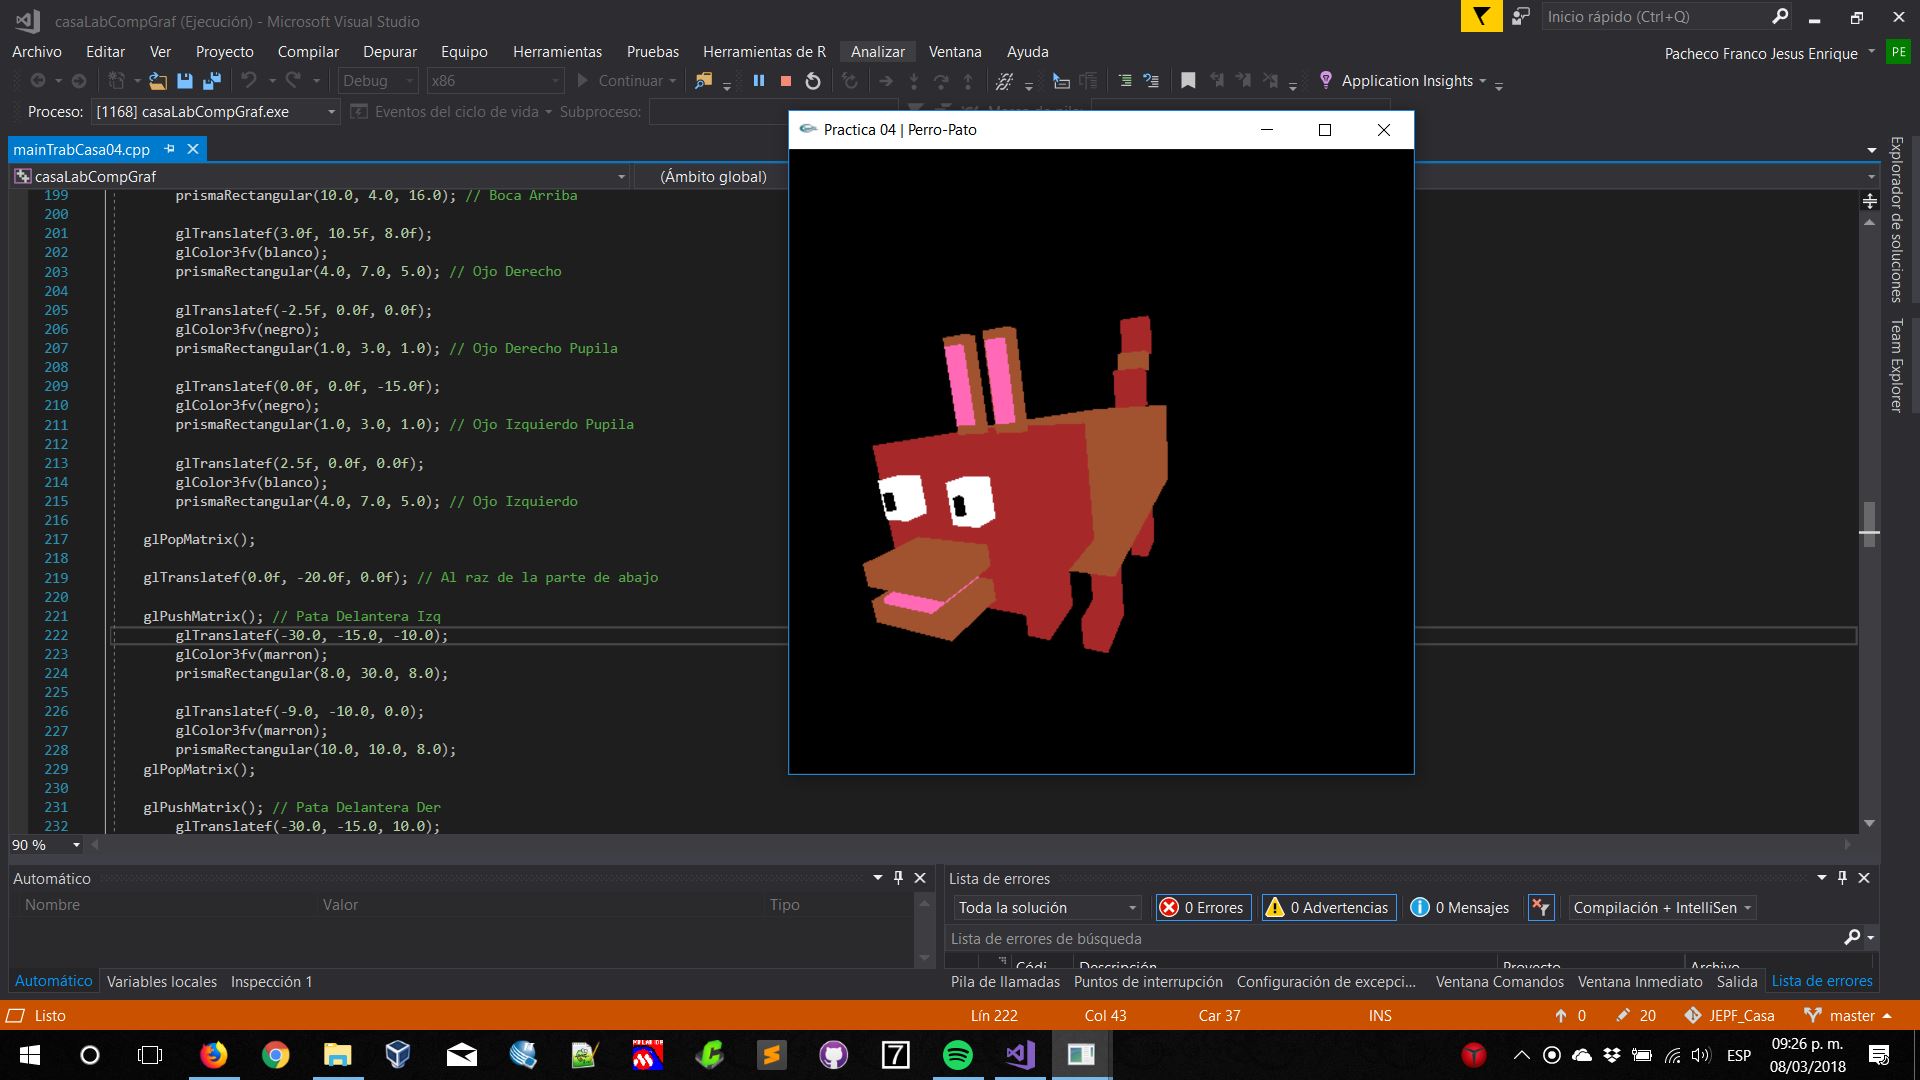 casaLabCompGraf (Ejecución) - Microsoft Visual Studio
Inicio rápido (Ctrl+Q)
Archivo Editar Ver Proyecto Compilar Depurar Equipo Herramientas Pruebas Herramientas de R Analizar Ventana Ayuda
Pacheco Franco Jesus Enrique PE
Debug x86 Continuar Application Insights
Proceso: [1168] casaLabCompGraf.exe Eventos del ciclo de vida Subproceso:
Practica 04 | Perro-Pato
mainTrabCasa04.cpp
casaLabCompGraf (Ámbito global)
Explorador de soluciones
Team Explorer
199 prismaRectangular(10.0, 4.0, 16.0); // Boca Arriba
200
201 glTranslatef(3.0f, 10.5f, 8.0f);
202 glColor3fv(blanco);
203 prismaRectangular(4.0, 7.0, 5.0); // Ojo Derecho
204
205 glTranslatef(-2.5f, 0.0f, 0.0f);
206 glColor3fv(negro);
207 prismaRectangular(1.0, 3.0, 1.0); // Ojo Derecho Pupila
208
209 glTranslatef(0.0f, 0.0f, -15.0f);
210 glColor3fv(negro);
211 prismaRectangular(1.0, 3.0, 1.0); // Ojo Izquierdo Pupila
212
213 glTranslatef(2.5f, 0.0f, 0.0f);
214 glColor3fv(blanco);
215 prismaRectangular(4.0, 7.0, 5.0); // Ojo Izquierdo
216
217 glPopMatrix();
218
219 glTranslatef(0.0f, -20.0f, 0.0f); // Al raz de la parte de abajo
220
221 glPushMatrix(); // Pata Delantera Izq
222 glTranslatef(-30.0, -15.0, -10.0);
223 glColor3fv(marron);
224 prismaRectangular(8.0, 30.0, 8.0);
225
226 glTranslatef(-9.0, -10.0, 0.0);
227 glColor3fv(marron);
228 prismaRectangular(10.0, 10.0, 8.0);
229 glPopMatrix();
230
231 glPushMatrix(); // Pata Delantera Der
232 glTranslatef(-30.0, -15.0, 10.0);
90 %
Automático
Nombre Valor Tipo
Automático Variables locales Inspección 1
Lista de errores
Toda la solución 0 Errores 0 Advertencias 0 Mensajes Compilación + IntelliSen
Lista de errores de búsqueda
Códi Descripción Proyecto Archivo
Pila de llamadas Puntos de interrupción Configuración de excepci... Ventana Comandos Ventana Inmediato Salida Lista de errores
Listo Lín 222 Col 43 Car 37 INS 0 20 JEPF_Casa master
7
ESP
09:26 p. m.
08/03/2018